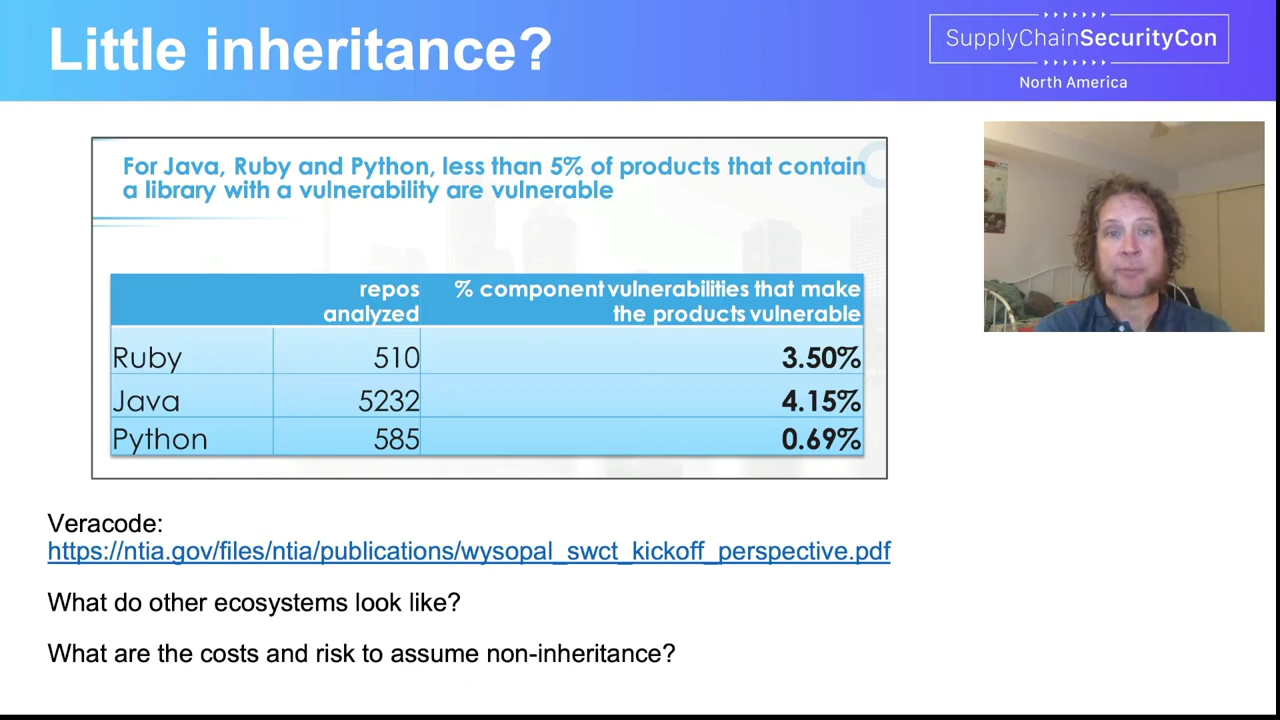 Little inheritance?
SupplyChainSecurityCon
North America
For Java, Ruby and Python, less than 5% of products that contain
a library with a vulnerability are vulnerable
repos
analyzed
% component vulnerabilities that make
the products vulnerable
Ruby 510 3.50%
Java 5232 4.15%
Python 585 0.69%
Veracode:
https://ntia.gov/files/ntia/publications/wysopal_swct_kickoff_perspective.pdf
What do other ecosystems look like?
What are the costs and risk to assume non-inheritance?